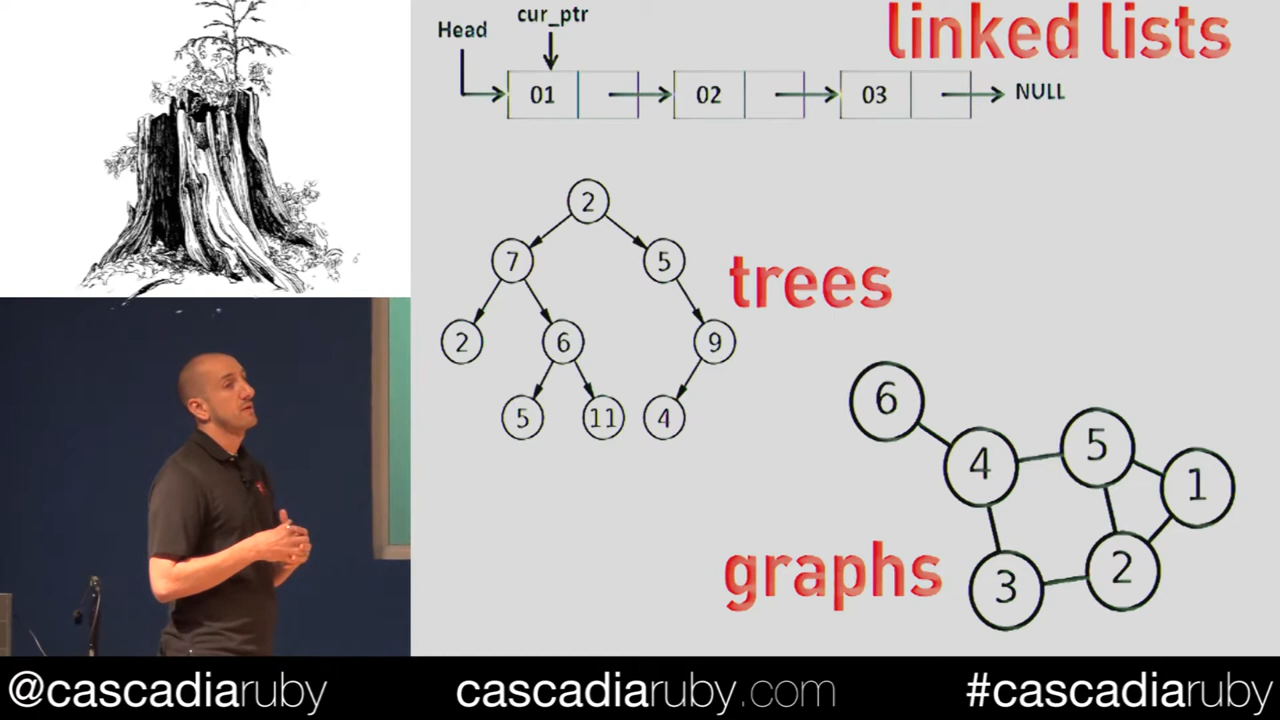 linked lists
cur_ptr
Head
01 02 03 NULL
2
7 5
trees
2 6 9
5 11 4
6
4 5 1
graphs
3 2
@cascadiaruby cascadiaruby.com #cascadiaruby